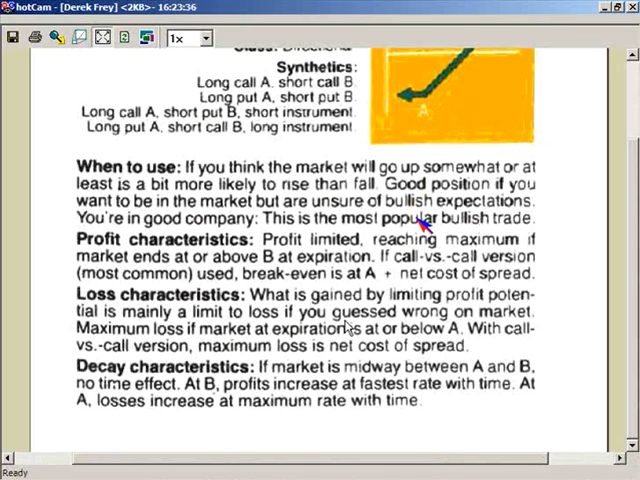 hotCam - [Derek Frey] <2KB>- 16:23:36
1x
Synthetics:
Long call A, short call B.
Long put A, short put B.
Long call A, short put B, short instrument.
Long put A, short call B, long instrument.
A
When to use: If you think the market will go up somewhat or at
least is a bit more likely to rise than fall. Good position if you
want to be in the market but are unsure of bullish expectations.
You're in good company: This is the most popular bullish trade.
Profit characteristics: Profit limited, reaching maximum if
market ends at or above B at expiration. If call-vs.-call version
(most common) used, break-even is at A + net cost of spread.
Loss characteristics: What is gained by limiting profit poten-
tial is mainly a limit to loss if you guessed wrong on market.
Maximum loss if market at expiration is at or below A. With call-
vs.-call version, maximum loss is net cost of spread.
Decay characteristics: If market is midway between A and B,
no time effect. At B, profits increase at fastest rate with time. At
A, losses increase at maximum rate with time.
Ready